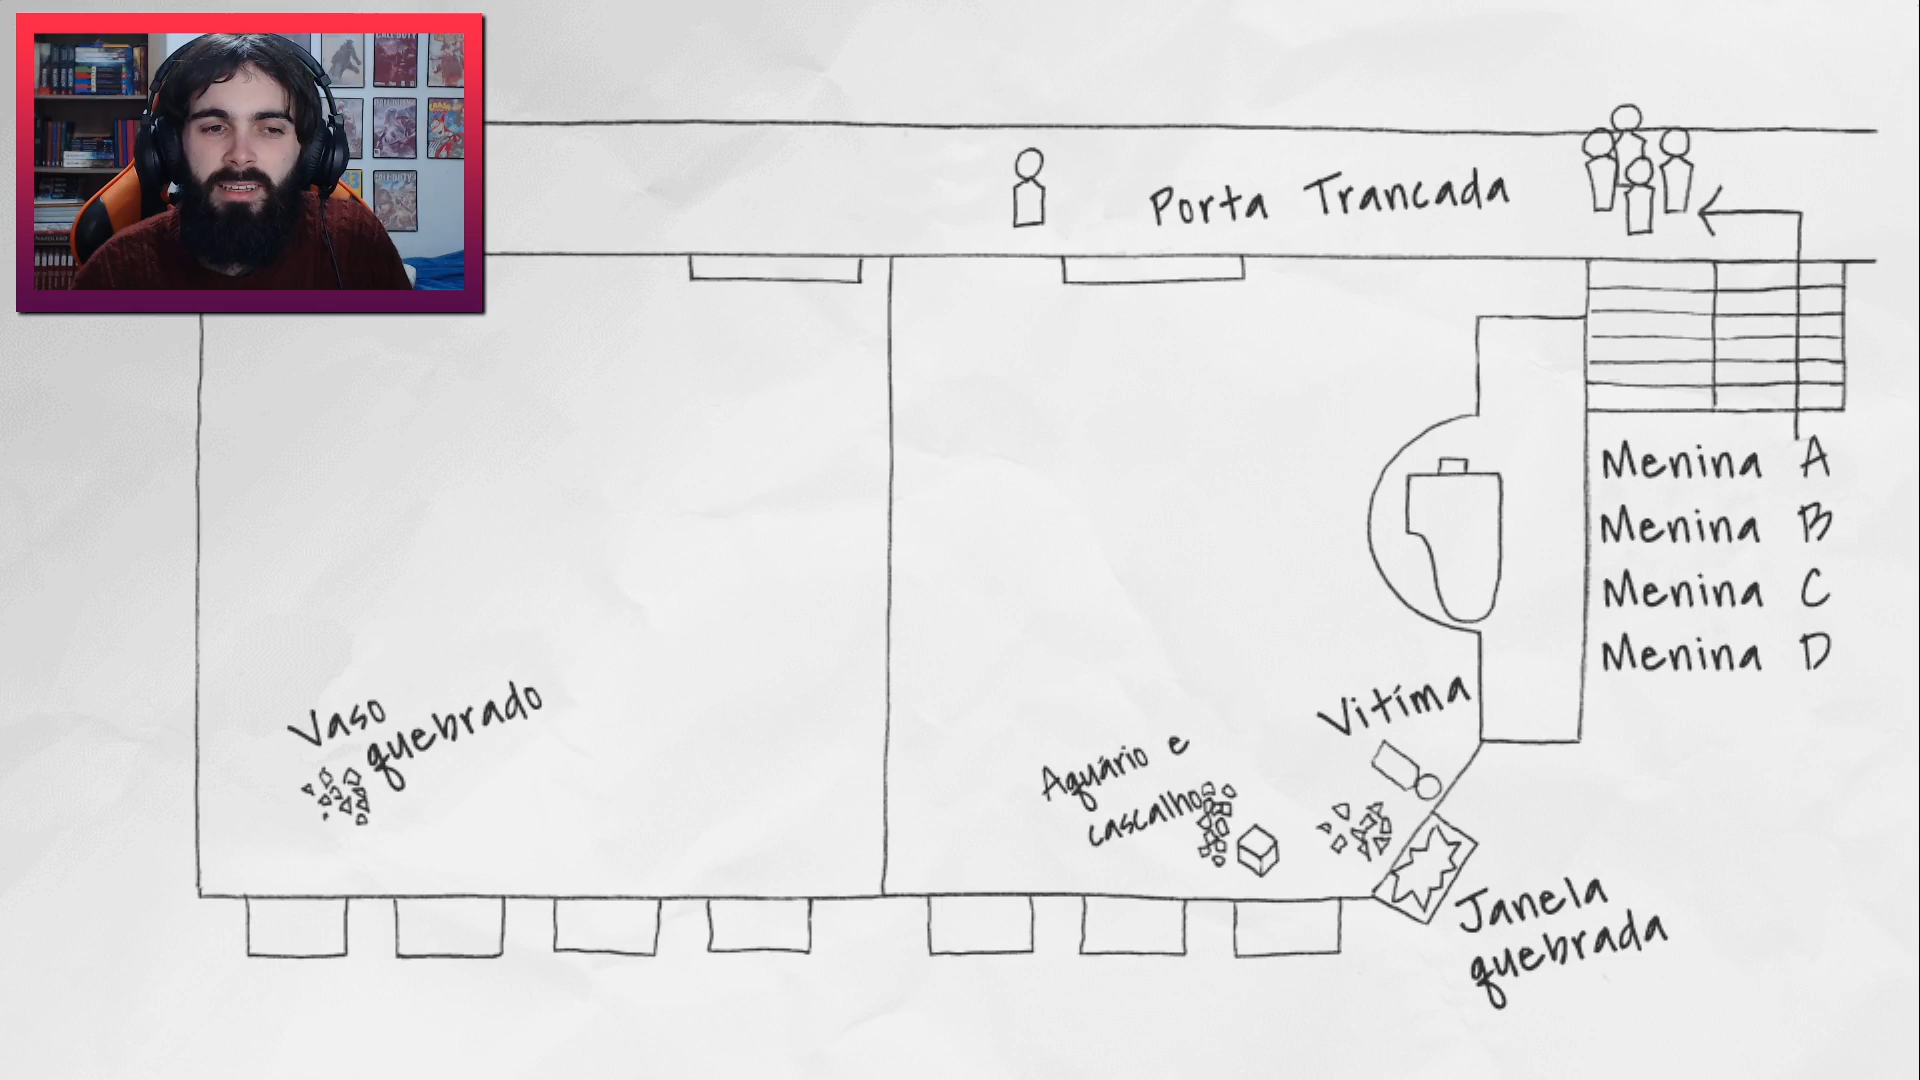 Porta Trancada
Menina A
Menina B
Menina C
Menina D
Vaso
quebrado
Vitíma
Aquário e
cascalho
Janela
quebrada